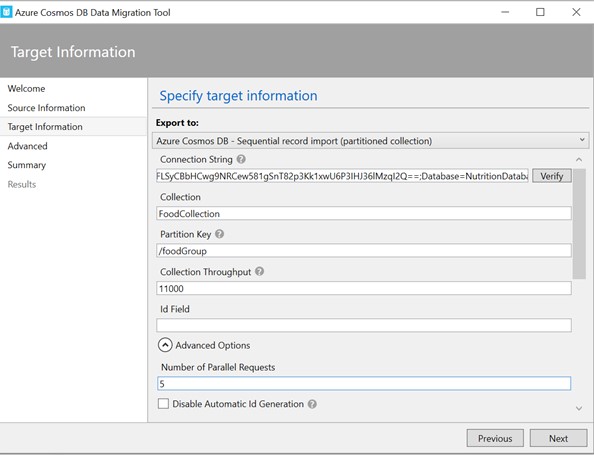 Azure Cosmos DB Data Migration Tool
Target Information
Welcome
Source Information
Target Information
Advanced
Summary
Results
Specify target information
Export to:
Azure Cosmos DB - Sequential record import (partitioned collection)
Connection String ?
FLSyCBbHCwg9NRCew581gSnT82p3Kk1xwU6P3IHJ36lMzqI2Q==;Database=NutritionDataba Verify
Collection
FoodCollection
Partition Key ?
/foodGroup
Collection Throughput ?
11000
Id Field
Advanced Options
Number of Parallel Requests
5
Disable Automatic Id Generation ?
Previous Next